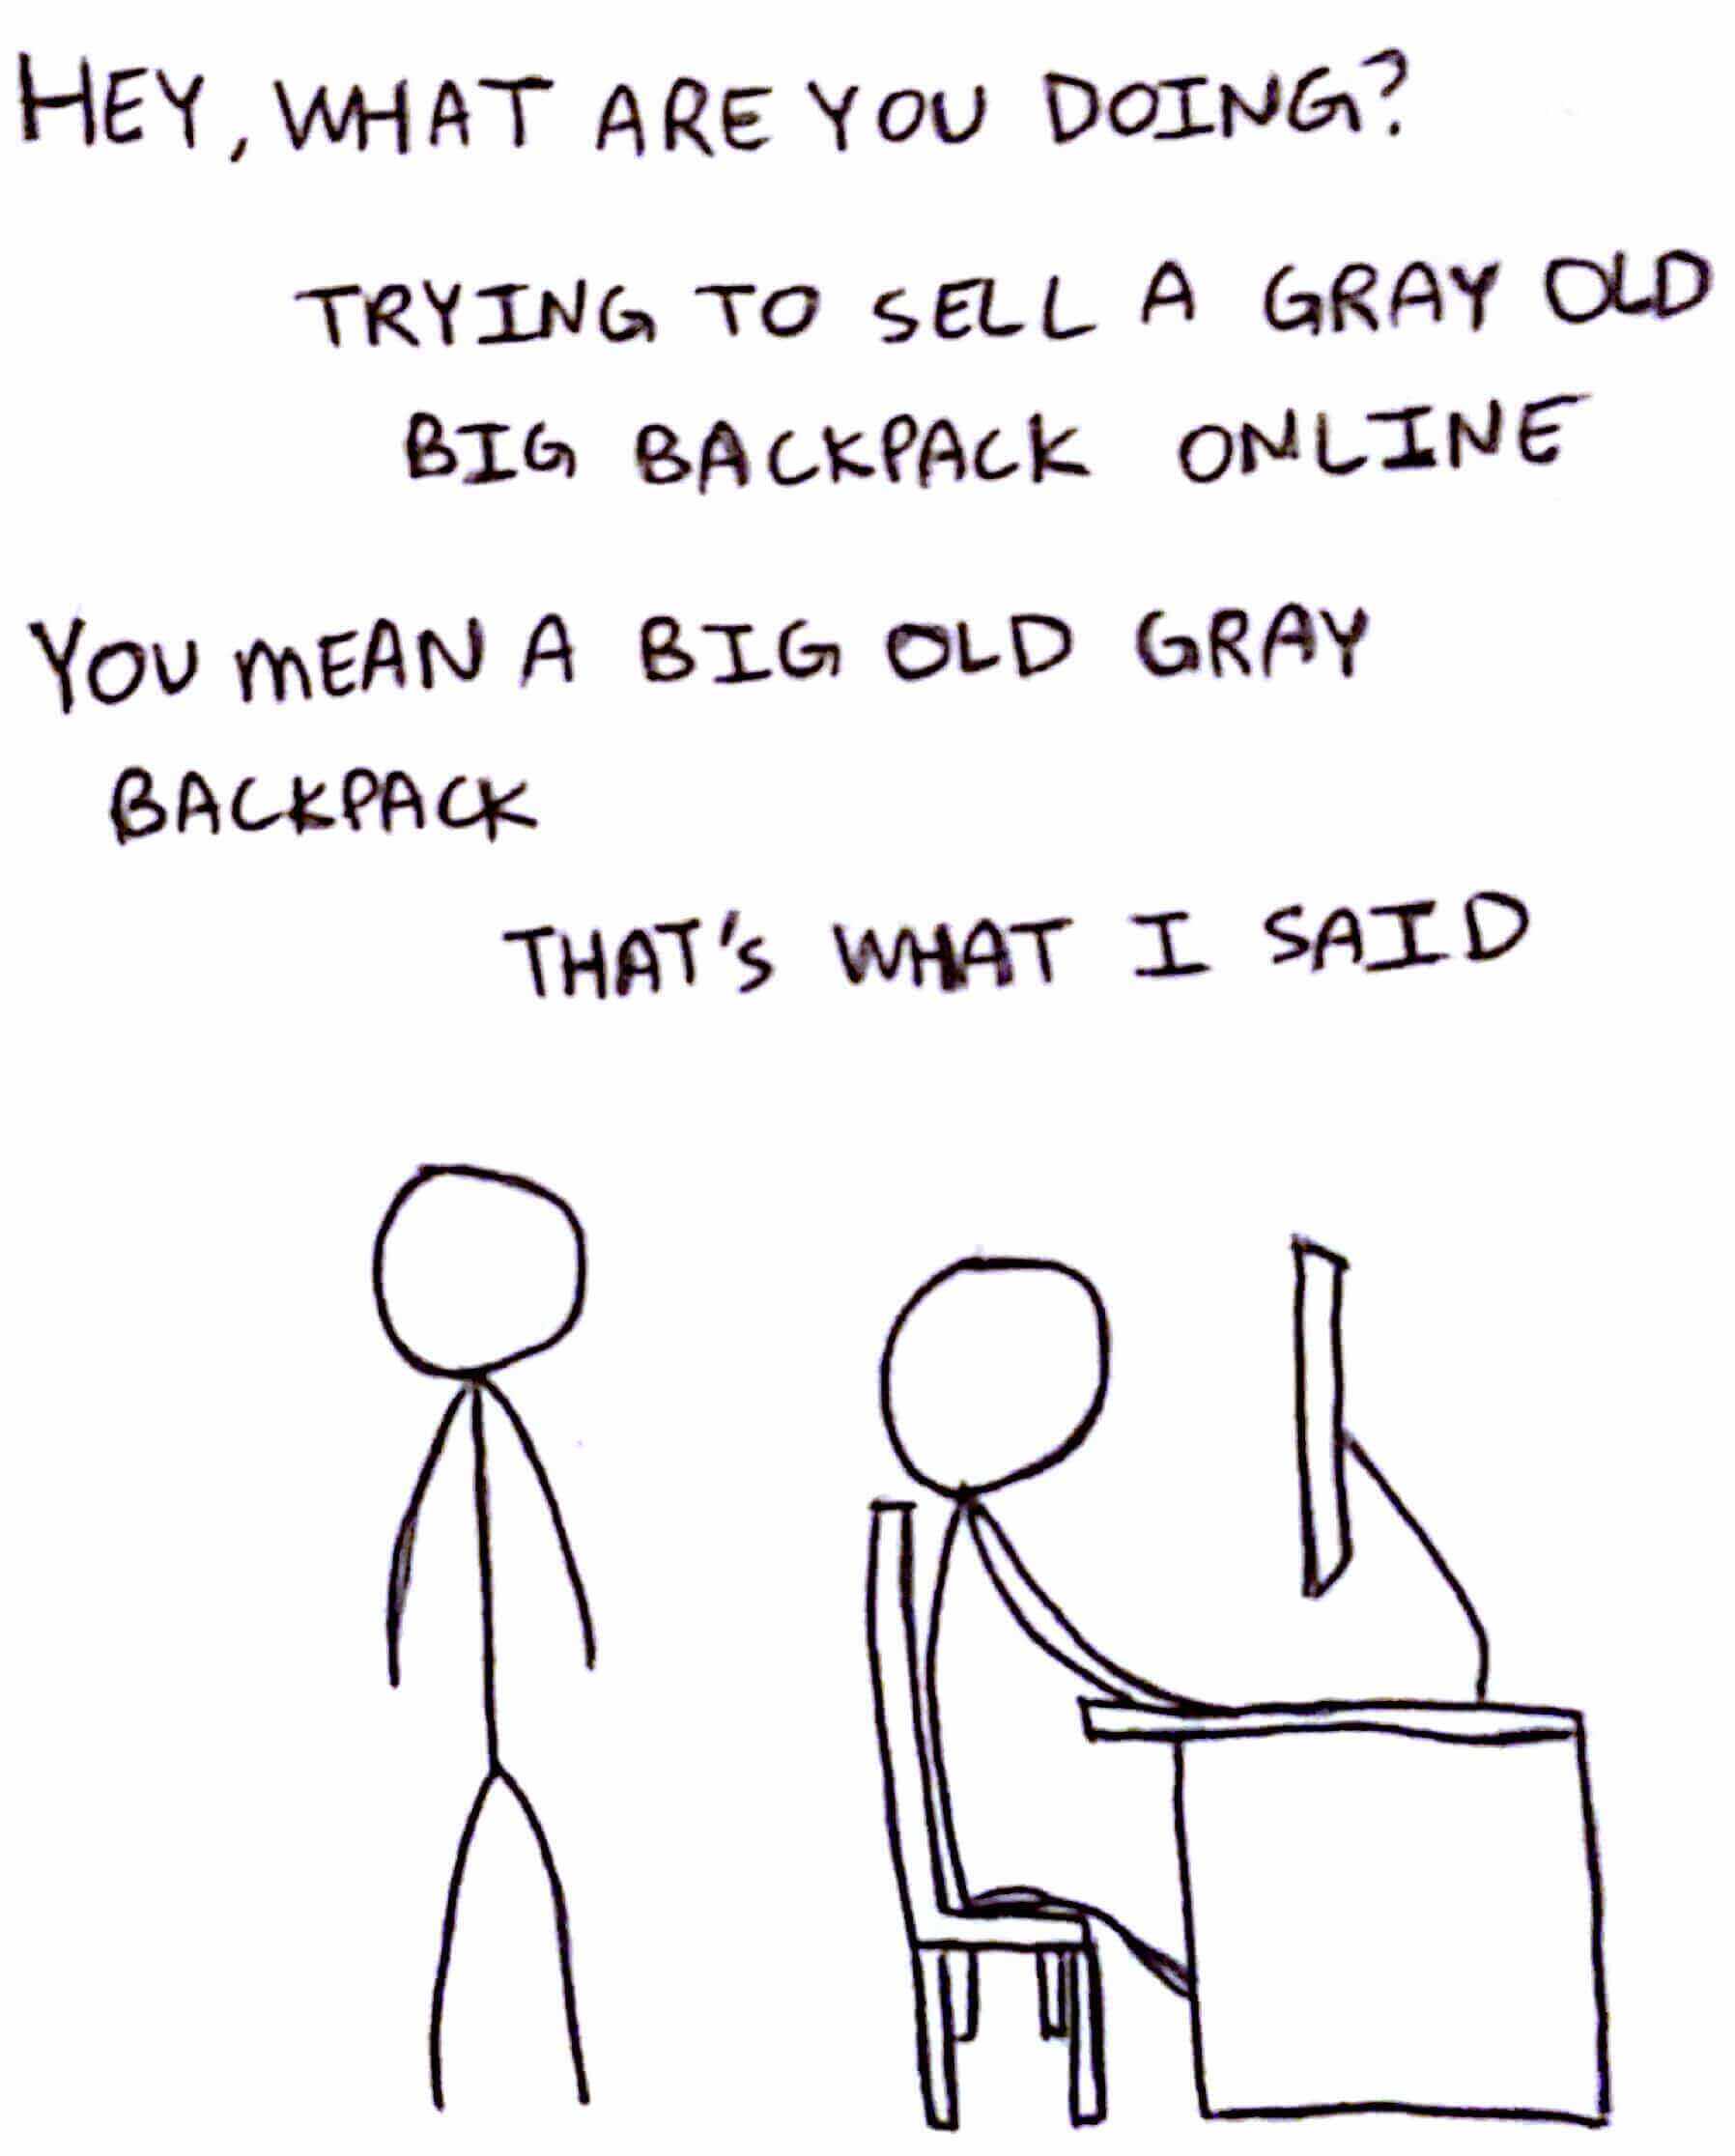 HEY, WHAT ARE YOU DOING?
TRYING TO SELL A GRAY OLD
BIG BACKPACK ONLINE
YOU MEAN A BIG OLD GRAY
BACKPACK
THAT'S WHAT I SAID